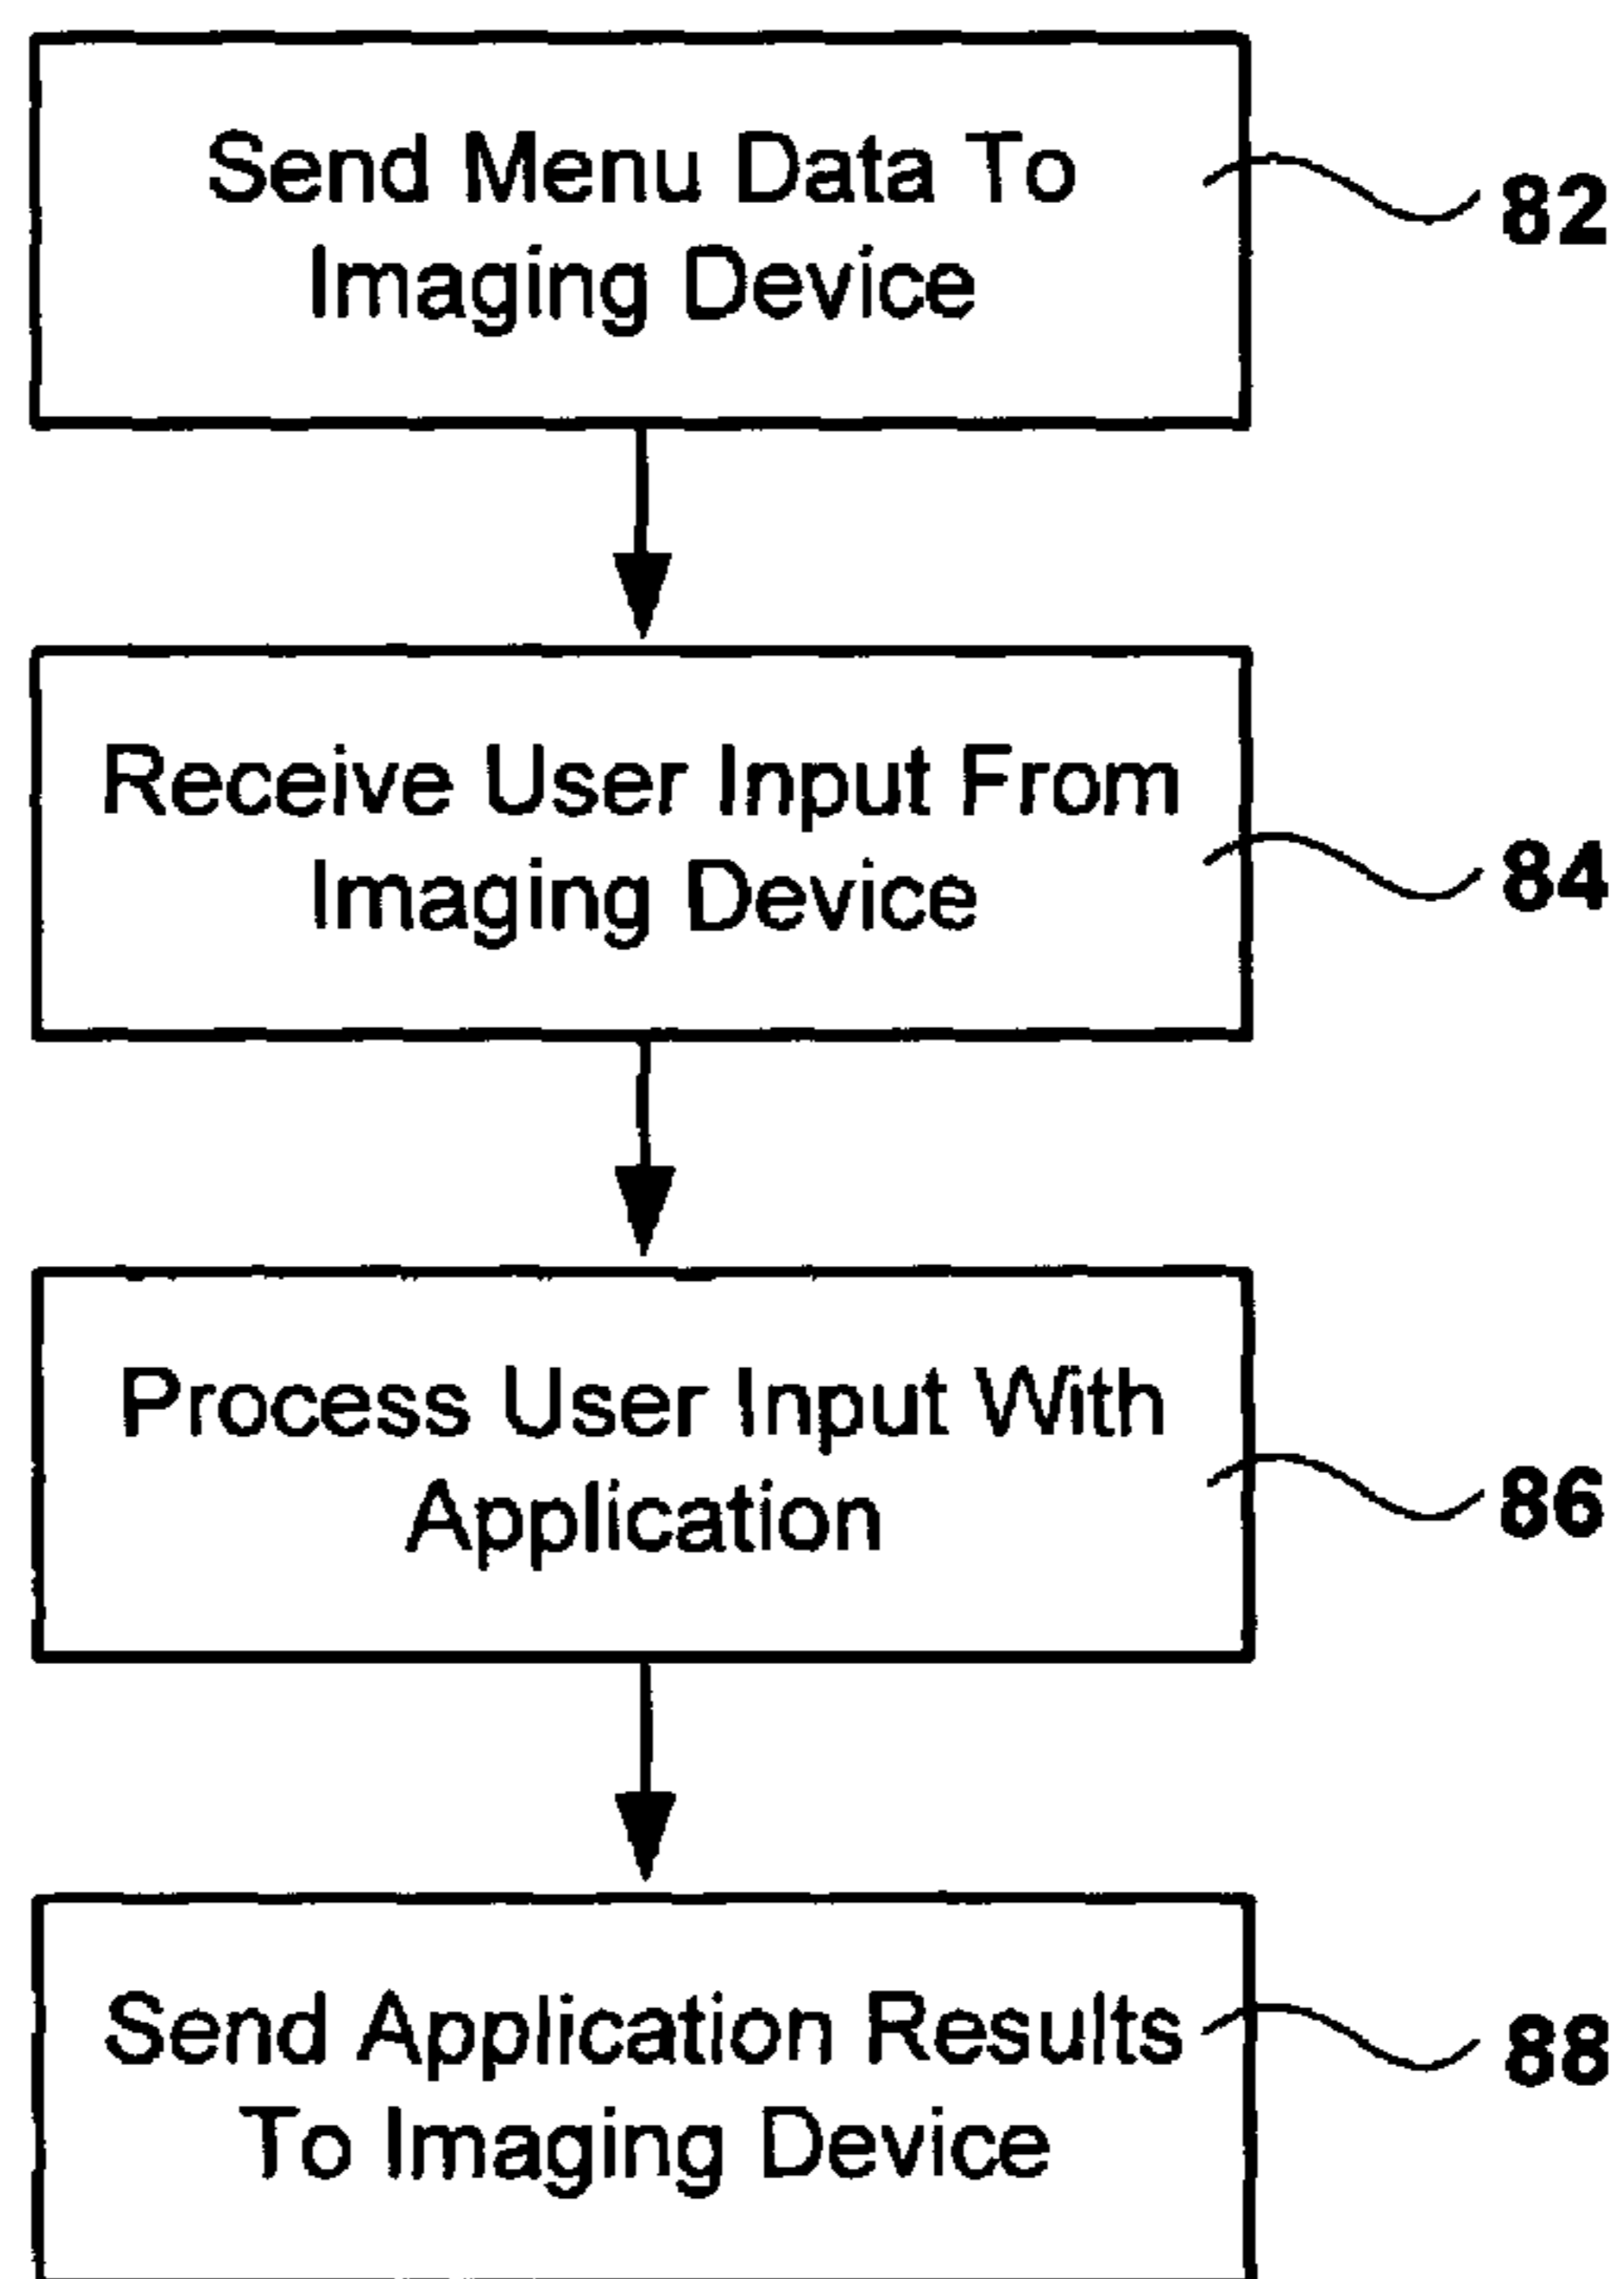 Send Menu Data To
Imaging Device
82
Receive User Input From
Imaging Device
84
Process User Input With
Application
86
Send Application Results
To Imaging Device
88